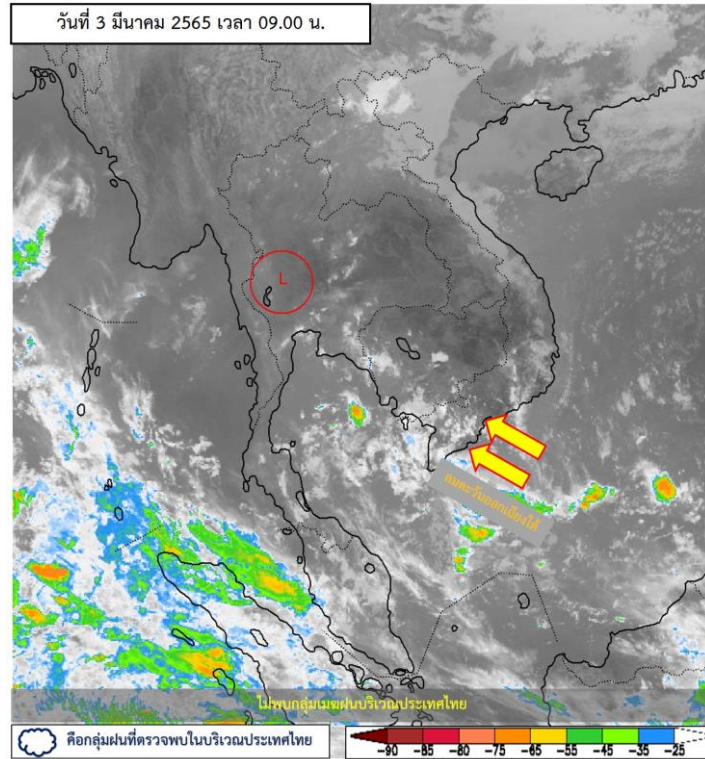 วันที่ 3 มีนาคม 2565 เวลา 09.00 น.
L
ลมตะวันออกเฉียงใต้
ไม่พบกลุ่มเมฆฝนบริเวณประเทศไทย
คือกลุ่มฝนที่ตรวจพบในบริเวณประเทศไทย
-90 -85 -80 -75 -65 -55 -45 -35 -25